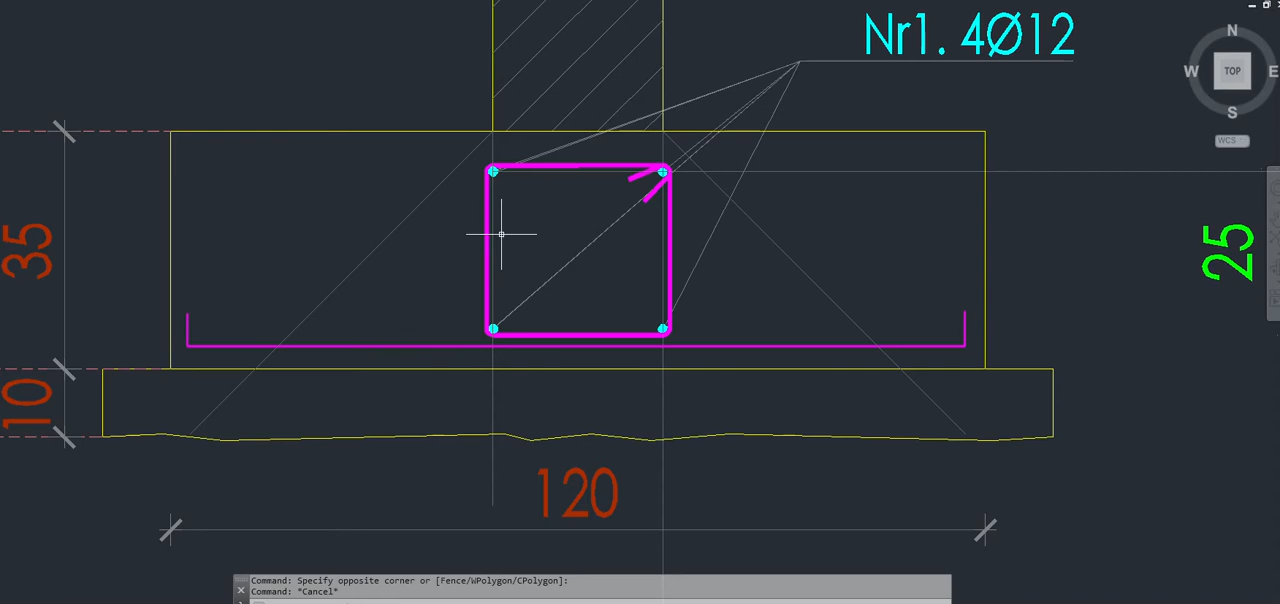 Nr1. 4Ø12
N
W
TOP
E
S
WCS
35
25
10
120
Command: Specify opposite corner or [Fence/WPolygon/CPolygon]:
Command: *Cancel*